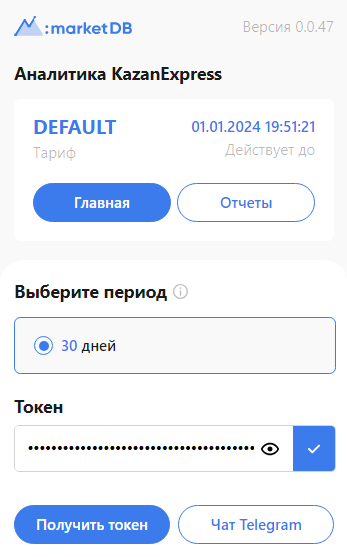 :marketDB
Версия 0.0.47
Аналитика KazanExpress
DEFAULT
01.01.2024 19:51:21
Тариф
Действует до
Главная
Отчеты
Выберите период
30 дней
Токен
Получить токен
Чат Telegram